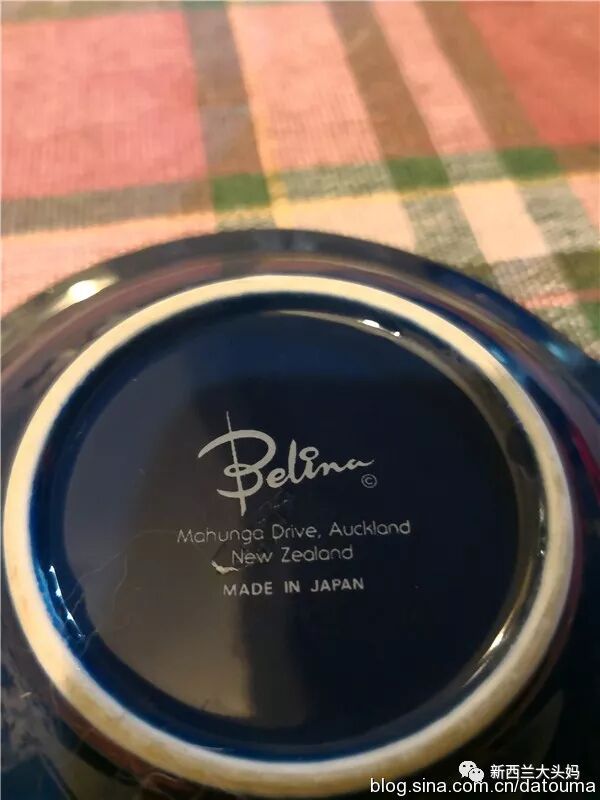 Belina ©
Mahunga Drive, Auckland
New Zealand
MADE IN JAPAN
新西兰大头妈
blog.sina.com.cn/datouma